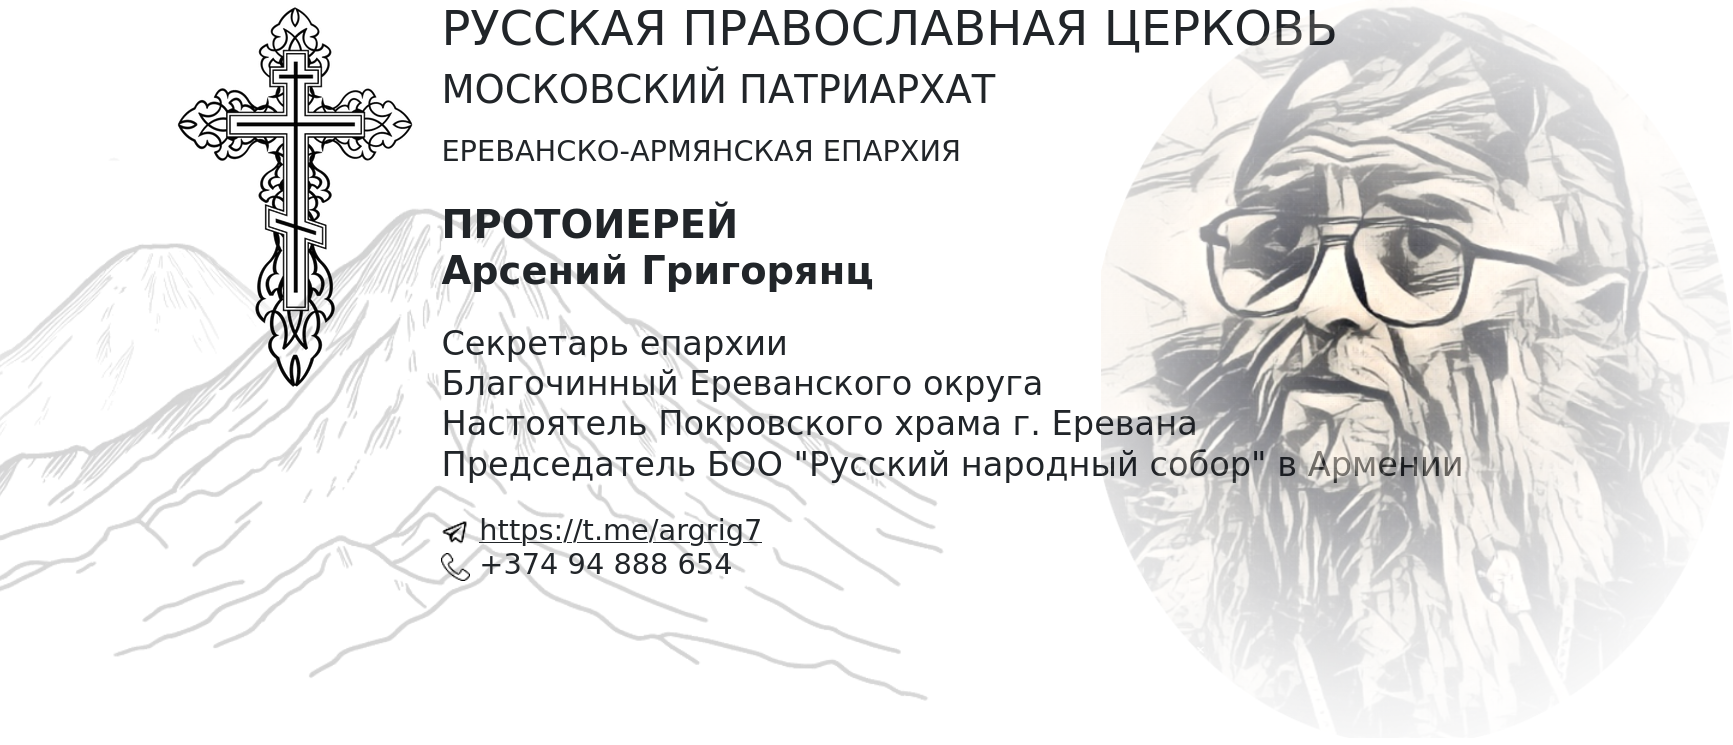 РУССКАЯ ПРАВОСЛАВНАЯ ЦЕРКОВЬ
МОСКОВСКИЙ ПАТРИАРХАТ
ЕРЕВАНСКО-АРМЯНСКАЯ ЕПАРХИЯ
ПРОТОИЕРЕЙ
Арсений Григорянц
Секретарь епархии
Благочинный Ереванского округа
Настоятель Покровского храма г. Еревана
Председатель БОО "Русский народный собор" в Армении
https://t.me/argrig7
+374 94 888 654